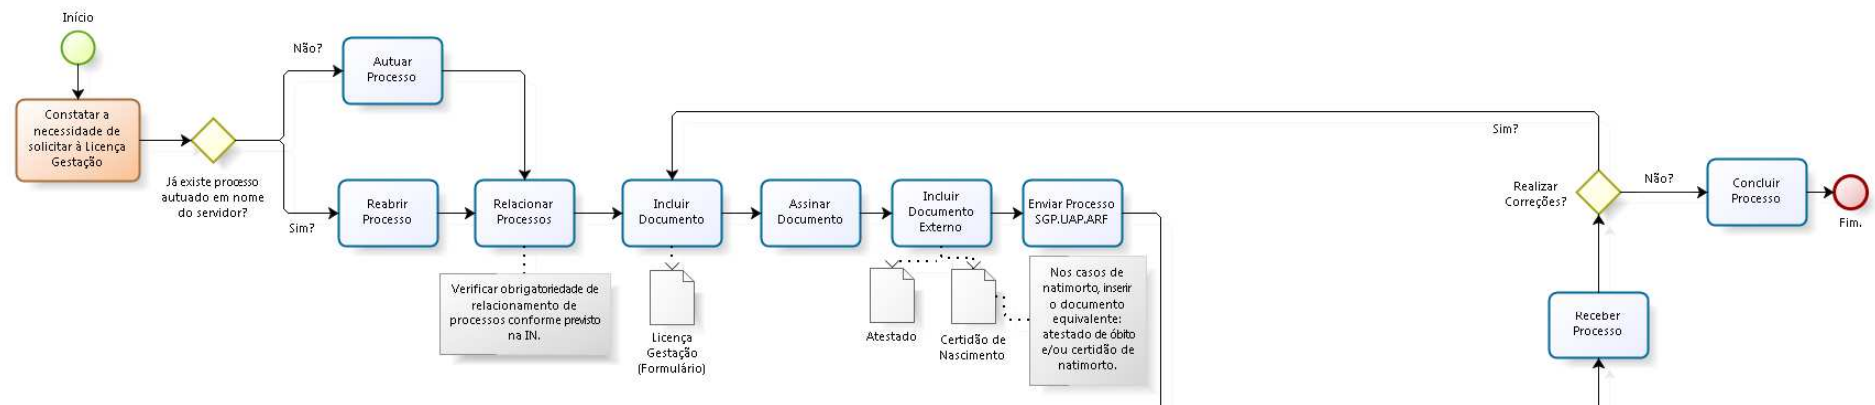 Início
Constatar a
necessidade de
solicitar à Licença
Gestação
Já existe processo
autuado em nome
do servidor?
Não?
Sim?
Autuar
Processo
Reabrir
Processo
Relacionar
Processos
Verificar obrigatoriedade de
relacionamento de
processos conforme previsto
na IN.
Incluir
Documento
Licença
Gestação
(Formulário)
Assinar
Documento
Incluir
Documento
Externo
Atestado
Certidão de
Nascimento
Enviar Processo
SGP.UAP.ARF
Nos casos de
natimorto, inserir
o documento
equivalente:
atestado de óbito
e/ou certidão de
natimorto.
Receber
Processo
Realizar
Correções?
Sim?
Não?
Concluir
Processo
Fim.